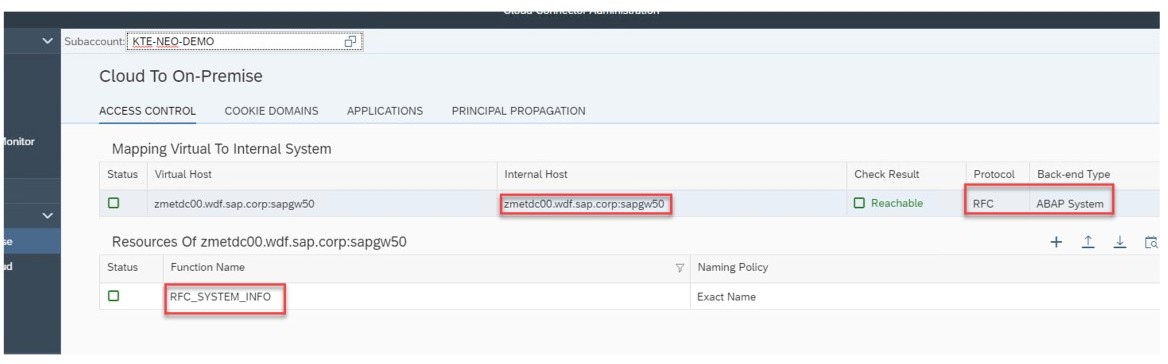 Cloud Connector Administration
Subaccount: KTE-NEO-DEMO
Cloud To On-Premise
ACCESS CONTROL COOKIE DOMAINS APPLICATIONS PRINCIPAL PROPAGATION
Monitor
Mapping Virtual To Internal System
Status Virtual Host Internal Host Check Result Protocol Back-end Type
zmetdc00.wdf.sap.corp:sapgw50 zmetdc00.wdf.sap.corp:sapgw50 Reachable RFC ABAP System
se
Resources Of zmetdc00.wdf.sap.corp:sapgw50
ud
Status Function Name Naming Policy
RFC_SYSTEM_INFO Exact Name